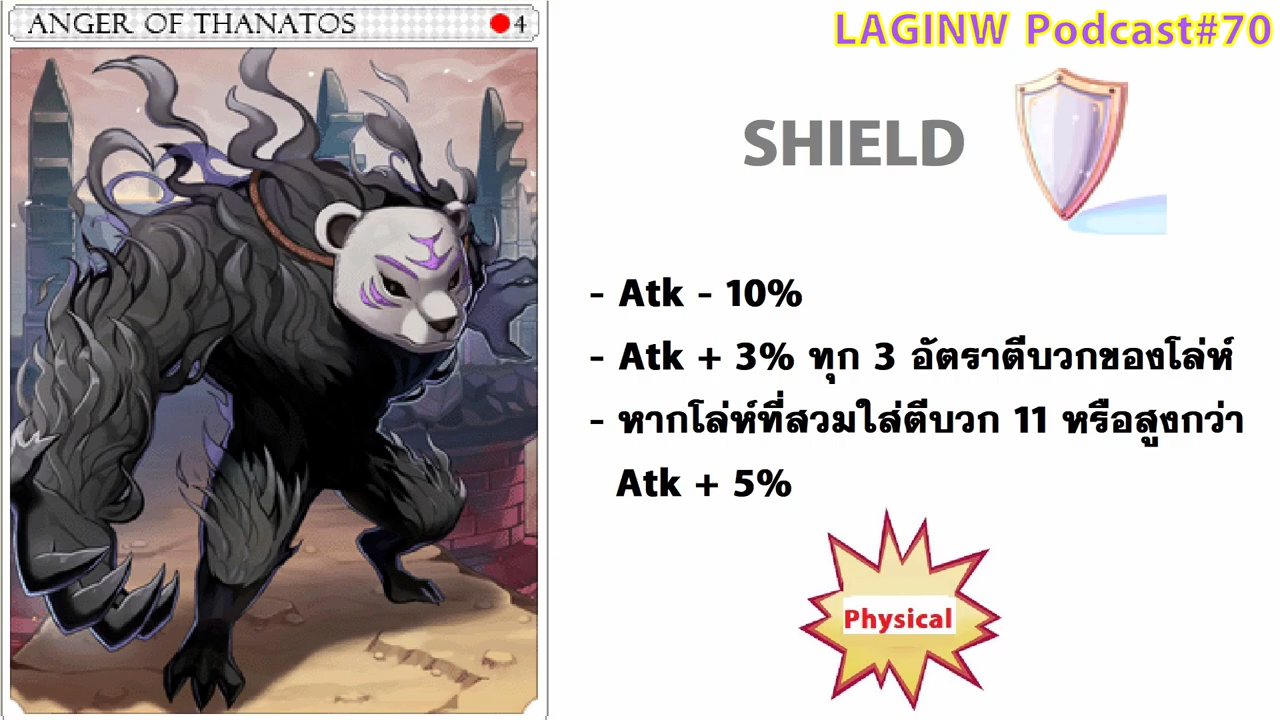 ANGER OF THANATOS
4
LAGINW Podcast#70
SHIELD
- Atk - 10%
- Atk + 3% ทุก 3 อัตราตีบวกของโล่ห์
- หากโล่ห์ที่สวมใส่ตีบวก 11 หรือสูงกว่า
Atk + 5%
Physical